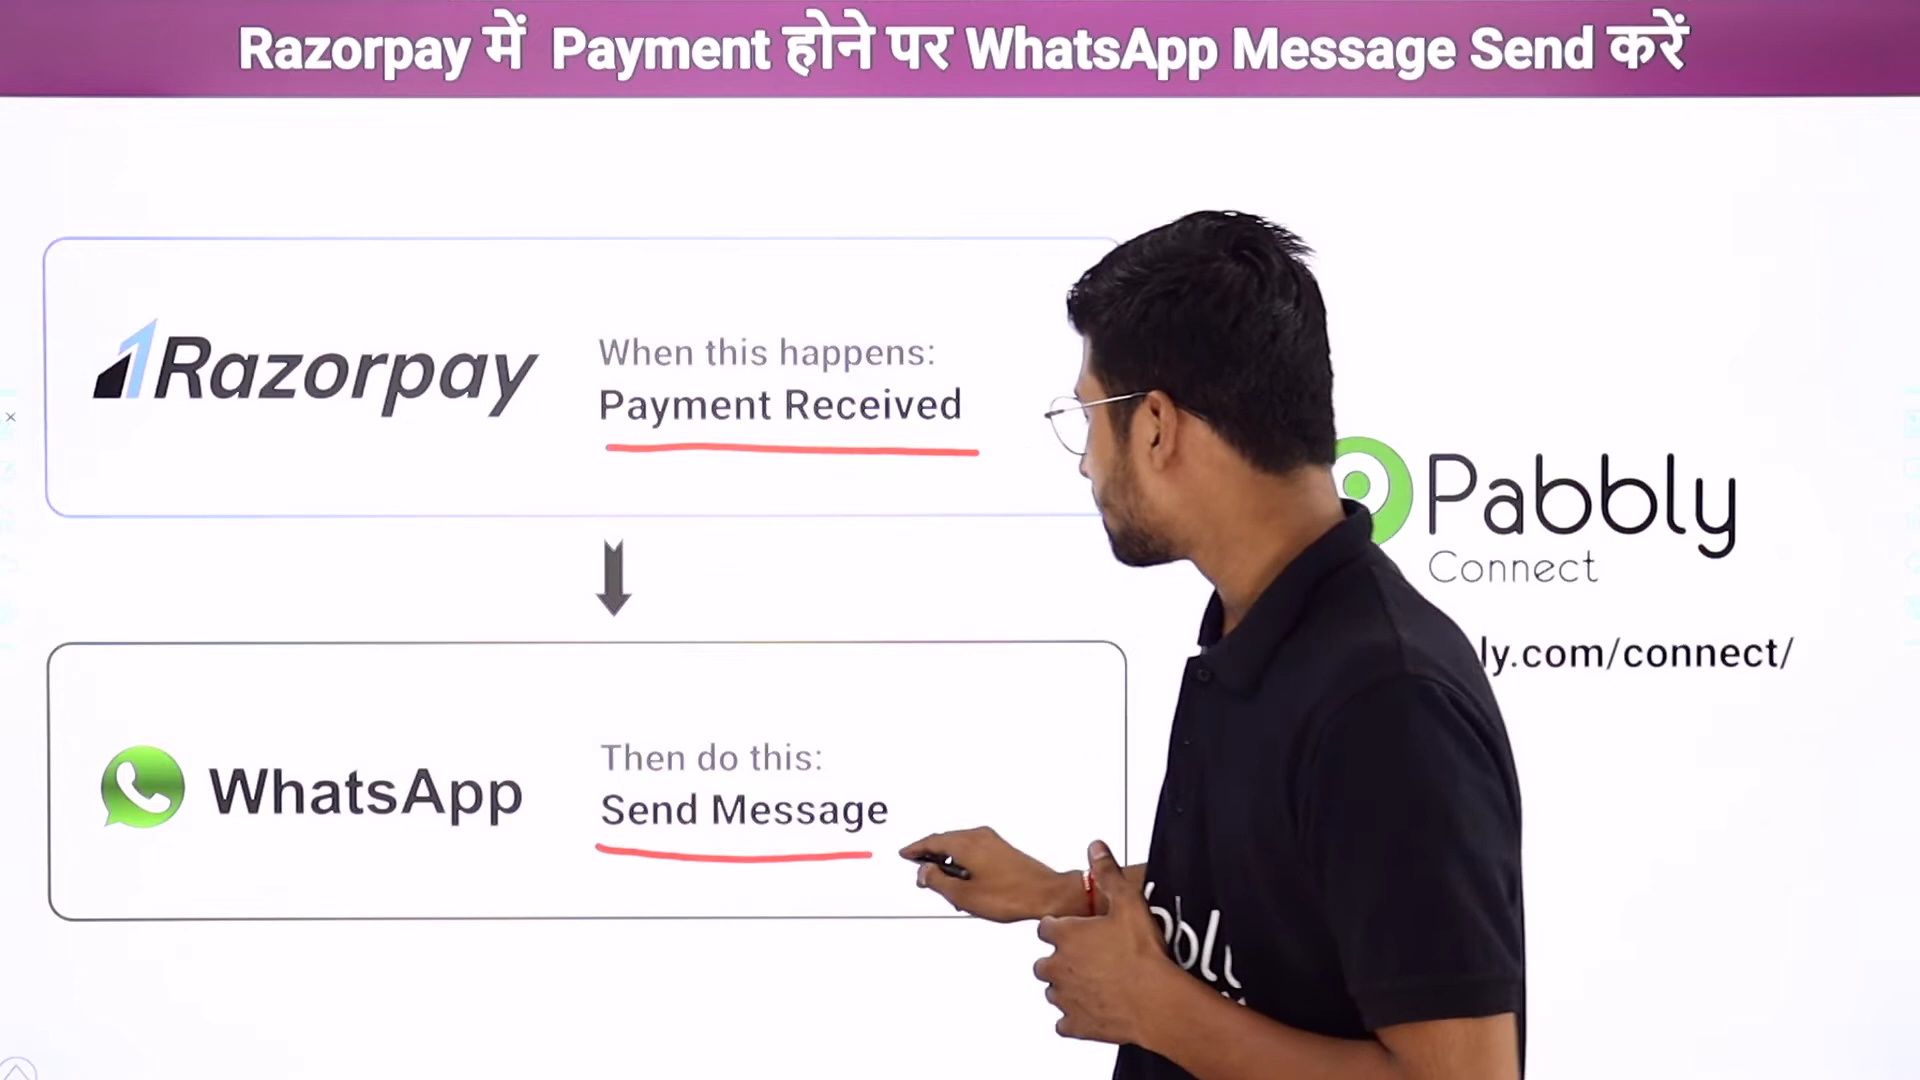 Razorpay में Payment होने पर WhatsApp Message Send करें
Razorpay
When this happens:
Payment Received
Pabbly
Connect
ly.com/connect/
WhatsApp
Then do this:
Send Message